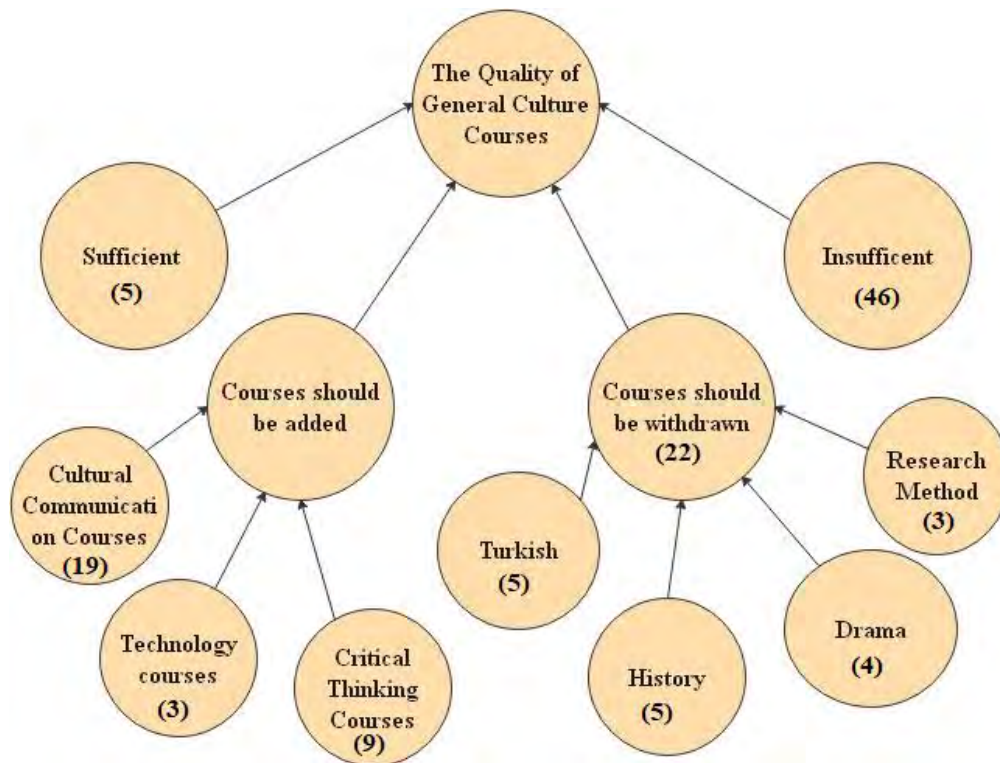 The Quality of
General Culture
Courses
Sufficient
(5)
Insufficent
(46)
Courses should
be added
Courses should
be withdrawn
(22)
Cultural
Communicati
on Courses
(19)
Technology
courses
(3)
Critical
Thinking
Courses
(9)
Turkish
(5)
History
(5)
Drama
(4)
Research
Method
(3)